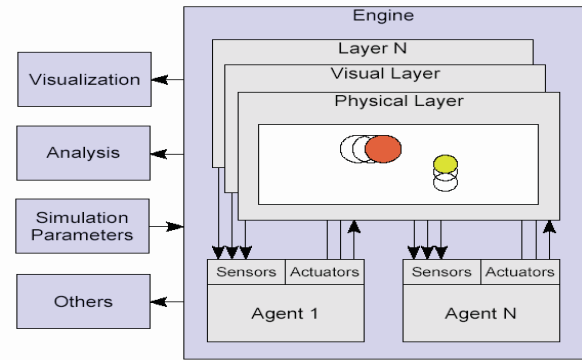 Engine
Layer N
Visual Layer
Physical Layer
Visualization
Analysis
Simulation
Parameters
Others
Sensors
Actuators
Agent 1
Sensors
Actuators
Agent N